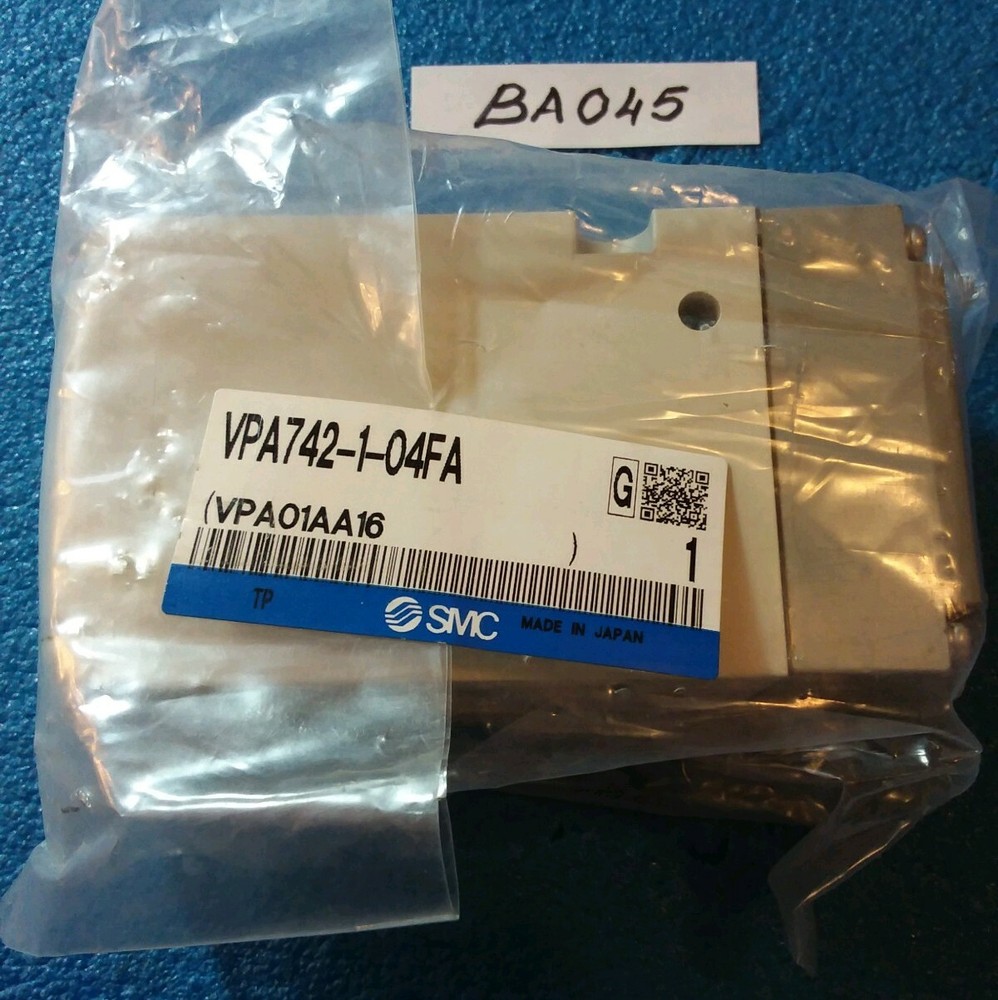 BA045
VPA742-1-04FA
G
(VPA01AA16 )
1
TP
SMC MADE IN JAPAN